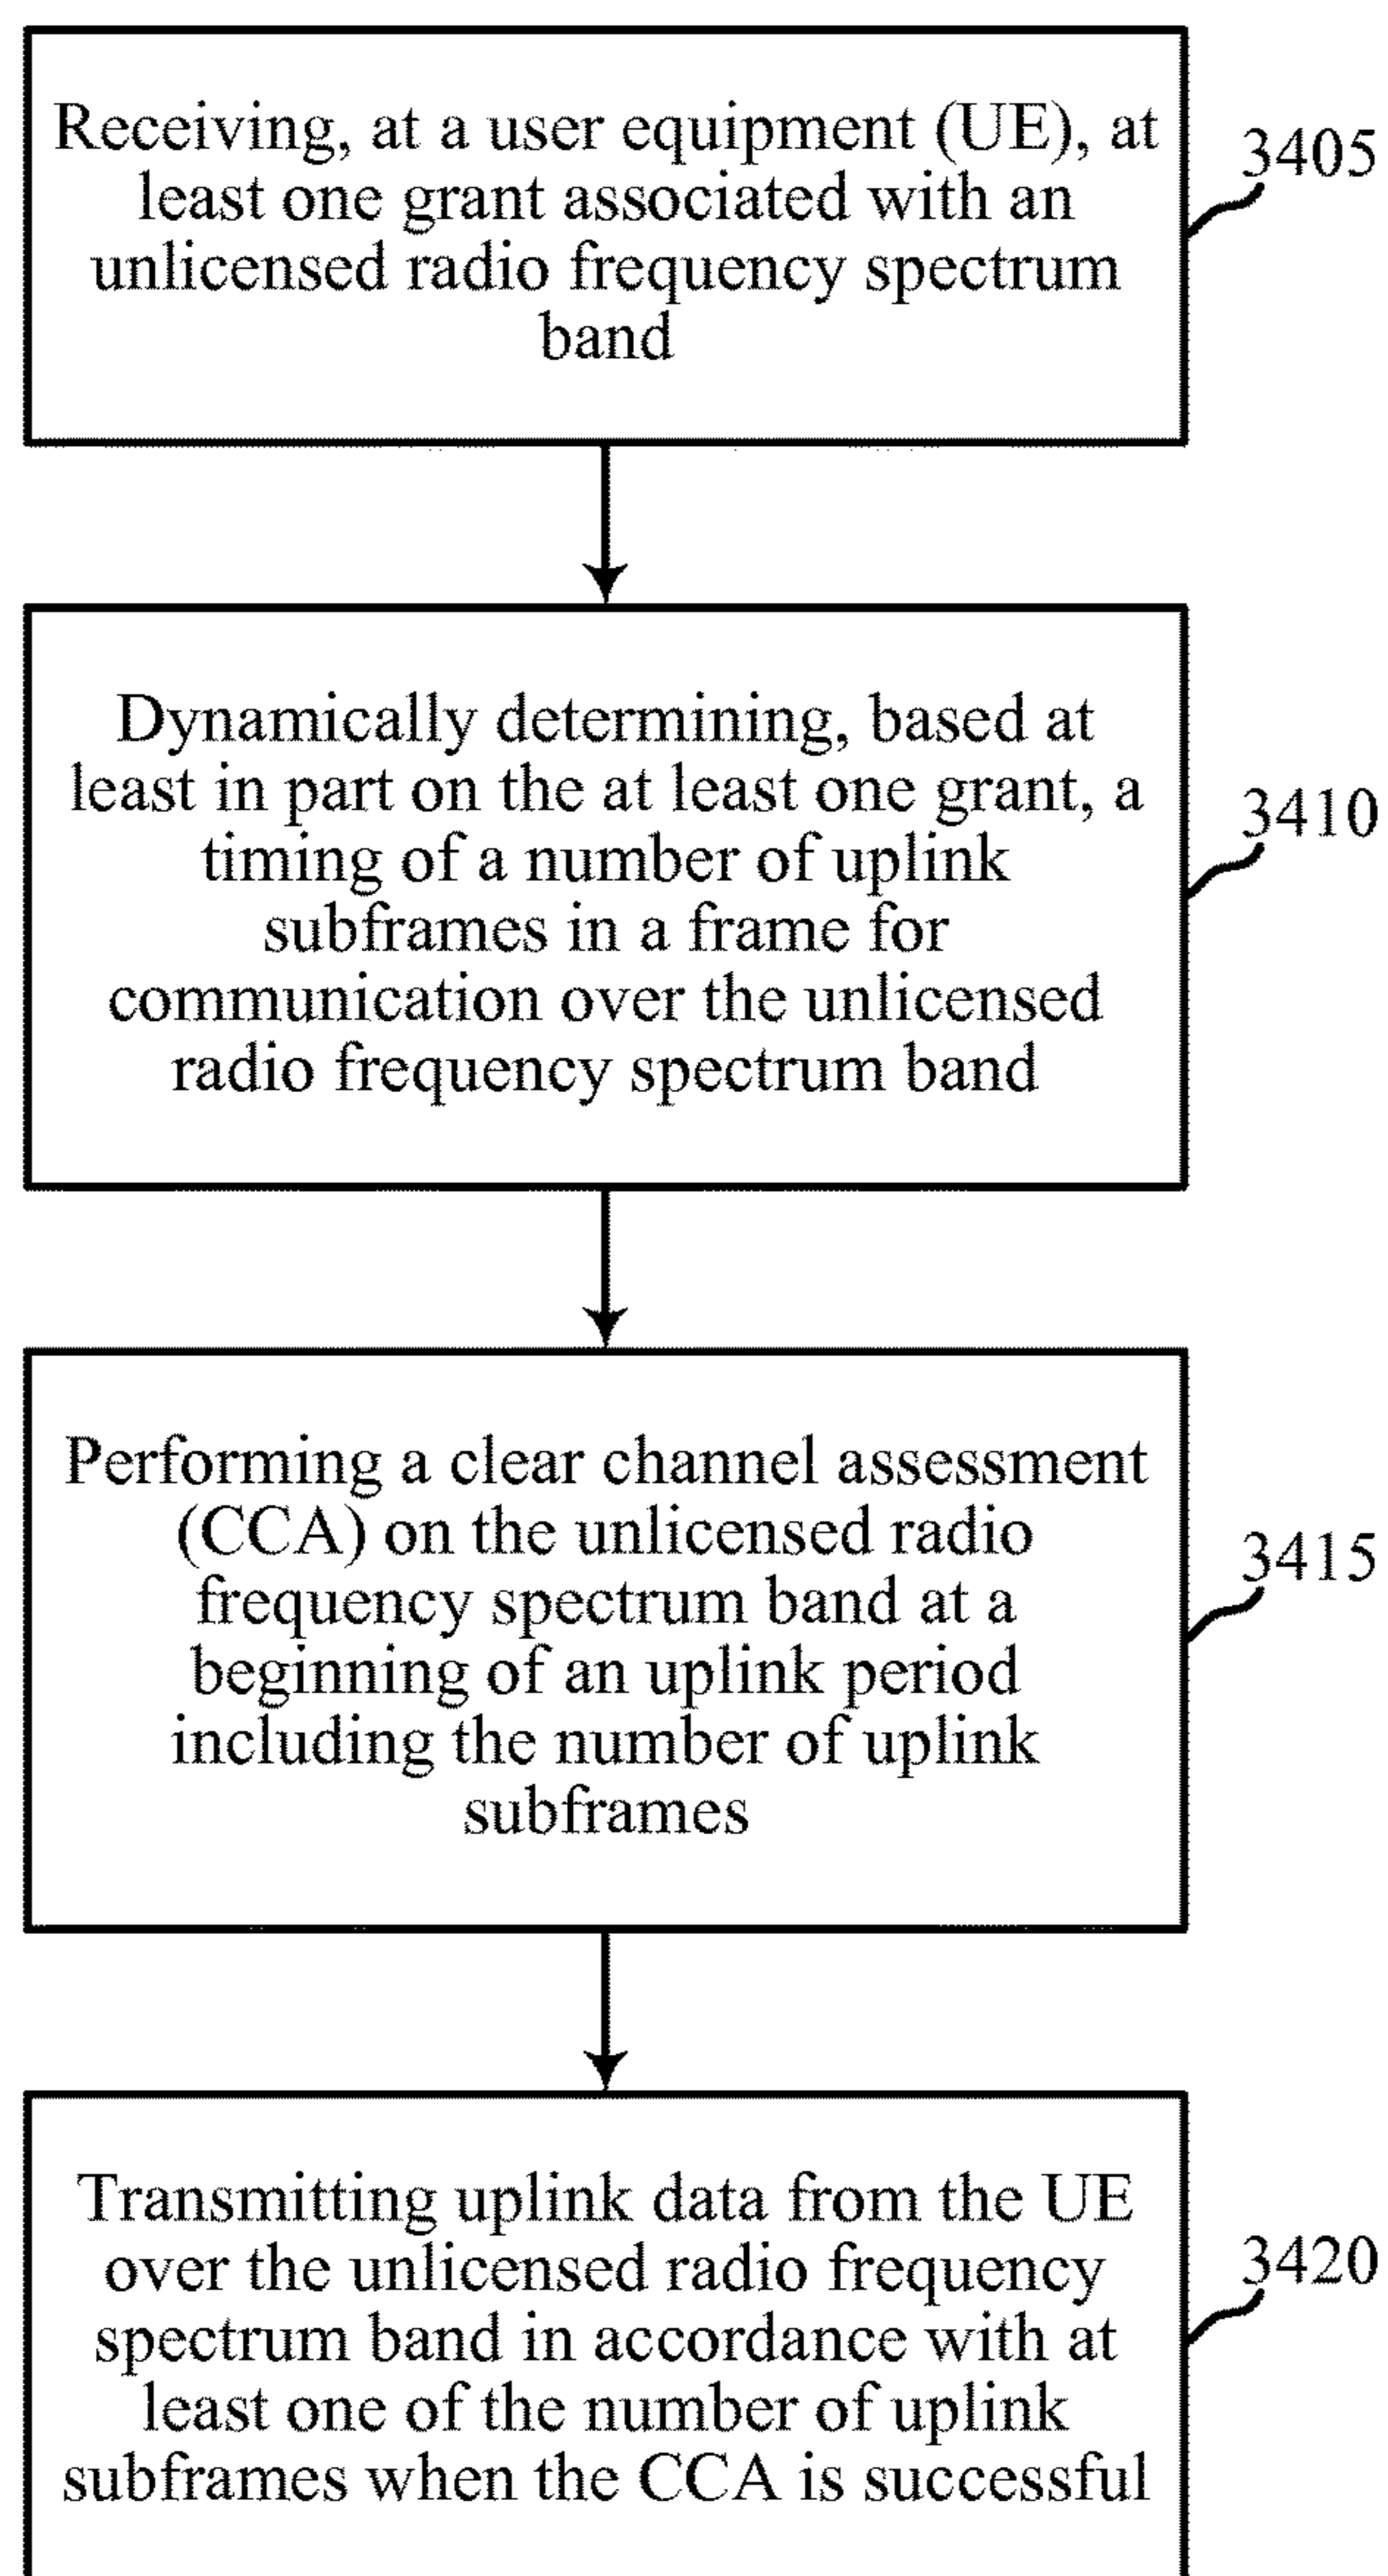 Receiving, at a user equipment (UE), at
least one grant associated with an
unlicensed radio frequency spectrum
band
3405
Dynamically determining, based at
least in part on the at least one grant, a
timing of a number of uplink
subframes in a frame for
communication over the unlicensed
radio frequency spectrum band
3410
Performing a clear channel assessment
(CCA) on the unlicensed radio
frequency spectrum band at a
beginning of an uplink period
including the number of uplink
subframes
3415
Transmitting uplink data from the UE
over the unlicensed radio frequency
spectrum band in accordance with at
least one of the number of uplink
subframes when the CCA is successful
3420